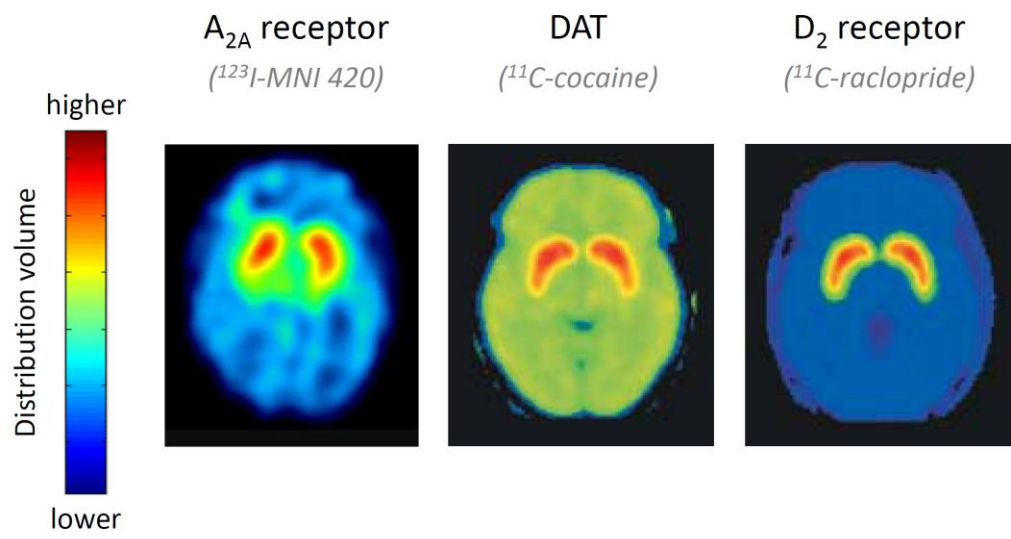 A2A receptor
(123I-MNI 420)
DAT
(11C-cocaine)
D2 receptor
(11C-raclopride)
higher
Distribution volume
lower